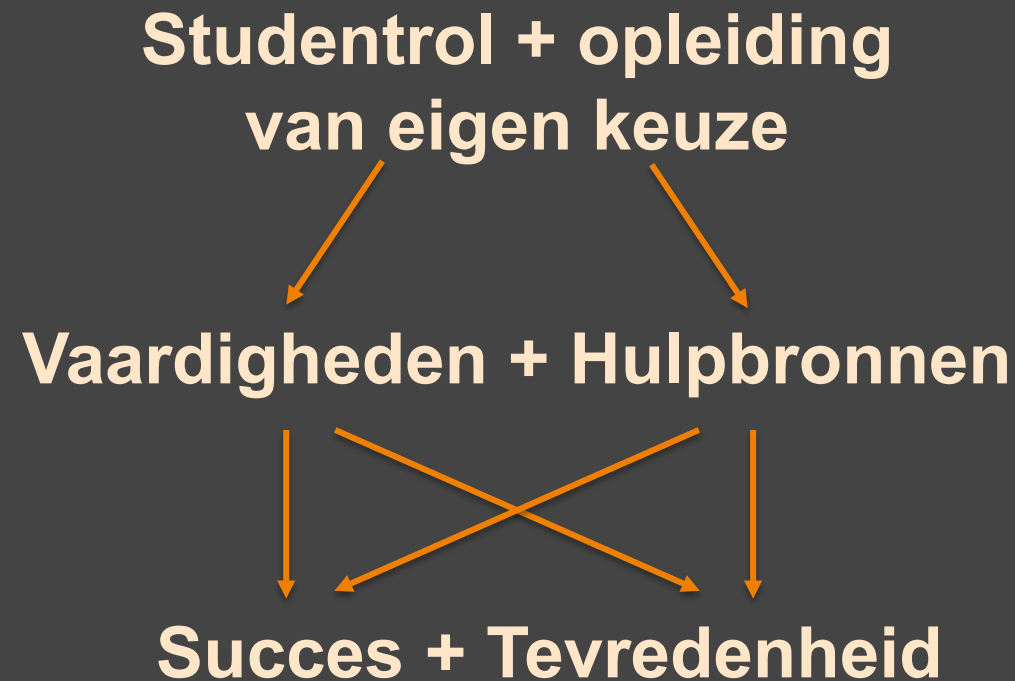 Studentrol + opleiding
van eigen keuze
Vaardigheden + Hulpbronnen
Succes + Tevredenheid